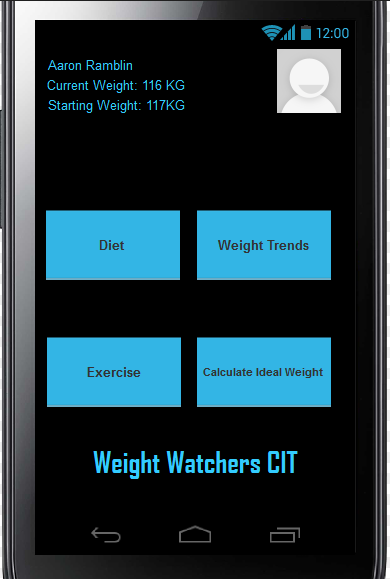 12:00
Aaron Ramblin
Current Weight: 116 KG
Starting Weight: 117KG
Diet
Weight Trends
Exercise
Calculate Ideal Weight
Weight Watchers CIT